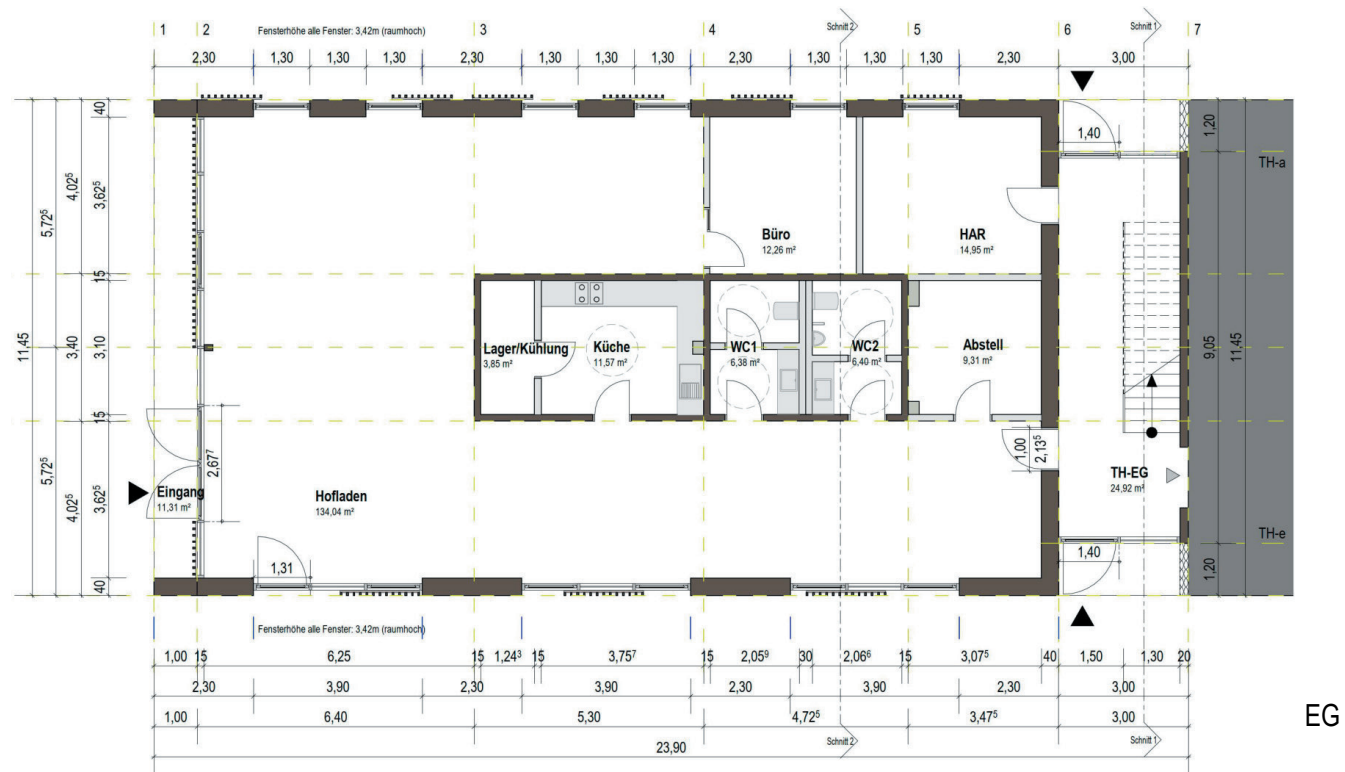 1 2 Fensterhöhe alle Fenster: 3,42m (raumhoch) 3 4 Schnitt 2 5 6 Schnitt 1 7
2,30 1,30 1,30 1,30 2,30 1,30 1,30 1,30 2,30 1,30 1,30 1,30 2,30 3,00
40
1,40
1,20
TH-a
4,02⁵
3,62⁵
5,72⁵
Büro
12,26 m²
HAR
14,95 m²
15
11,45
3,40
3,10
Lager/Kühlung
3,85 m²
Küche
11,57 m²
WC1
6,38 m²
WC2
6,40 m²
Abstell
9,31 m²
9,05
11,45
15
5,72⁵
4,02⁵
3,62⁵
2,67⁷
1,00
2,13⁵
Eingang
11,31 m²
Hofladen
134,04 m²
TH-EG
24,92 m²
TH-e
1,31
1,40
1,20
40
Fensterhöhe alle Fenster: 3,42m (raumhoch)
1,00 15 6,25 15 1,24³ 15 3,75⁷ 15 2,05⁹ 30 2,06⁶ 15 3,07⁵ 40 1,50 1,30 20
2,30 3,90 2,30 3,90 2,30 3,90 2,30 3,00
1,00 6,40 5,30 4,72⁵ 3,47⁵ 3,00
EG
Schnitt 2 Schnitt 1
23,90